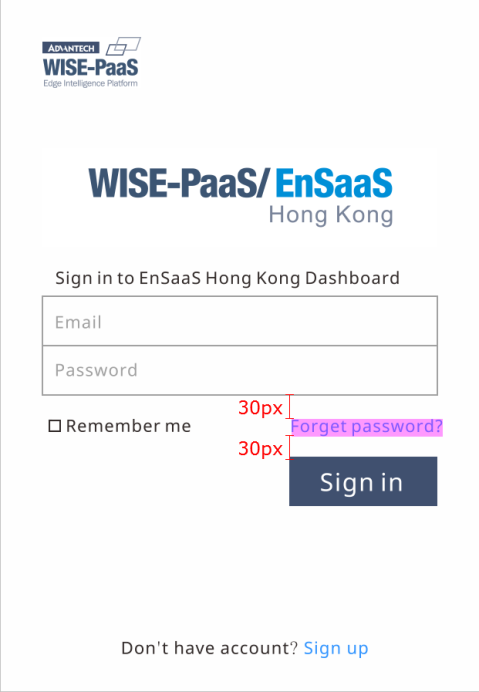 ADVANTECH
WISE-PaaS
Edge Intelligence Platform
WISE-PaaS/EnSaaS
Hong Kong
Sign in to EnSaaS Hong Kong Dashboard
Email
Password
30px
Remember me Forget password?
30px
Sign in
Don't have account? Sign up